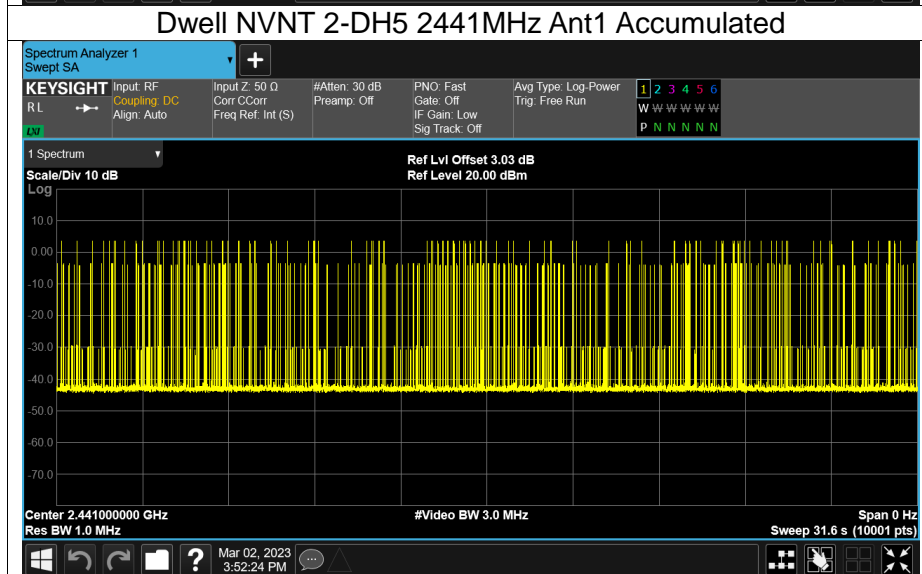 Dwell NVNT 2-DH5 2441MHz Ant1 Accumulated
Spectrum Analyzer 1
Swept SA
+
KEYSIGHT Input: RF Input Z: 50 Ω #Atten: 30 dB PNO: Fast Avg Type: Log-Power 1 2 3 4 5 6
R L Coupling: DC Corr CCorr Preamp: Off Gate: Off Trig: Free Run W W W W W W
Align: Auto Freq Ref: Int (S) IF Gain: Low
LXI Sig Track: Off P N N N N N
1 Spectrum
Ref Lvl Offset 3.03 dB
Scale/Div 10 dB Ref Level 20.00 dBm
Log
10.0
0.00
-10.0
-20.0
-30.0
-40.0
-50.0
-60.0
-70.0
Center 2.441000000 GHz #Video BW 3.0 MHz Span 0 Hz
Res BW 1.0 MHz Sweep 31.6 s (10001 pts)
? Mar 02, 2023
3:52:24 PM